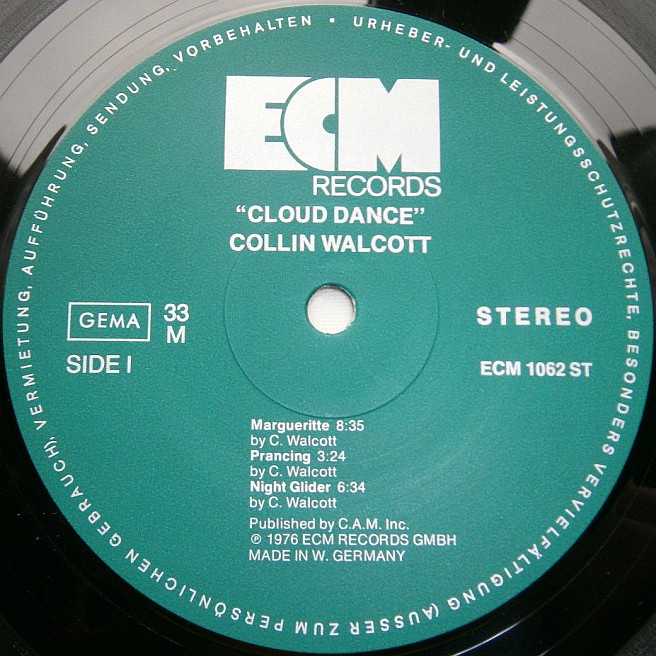 URHEBER- UND LEISTUNGSSCHUTZRECHTE, BESONDERS VERVIELFÄLTIGUNG (AUSSER ZUM PERSÖNLICHEN GEBRAUCH), VERMIETUNG, AUFFÜHRUNG, SENDUNG, VORBEHALTEN •
ECM
RECORDS
“CLOUD DANCE”
COLLIN WALCOTT
GEMA 33 STEREO
M
SIDE I ECM 1062 ST
Margueritte 8:35
by C. Walcott
Prancing 3:24
by C. Walcott
Night Glider 6:34
by C. Walcott
Published by C.A.M. Inc.
℗ 1976 ECM RECORDS GMBH
MADE IN W. GERMANY